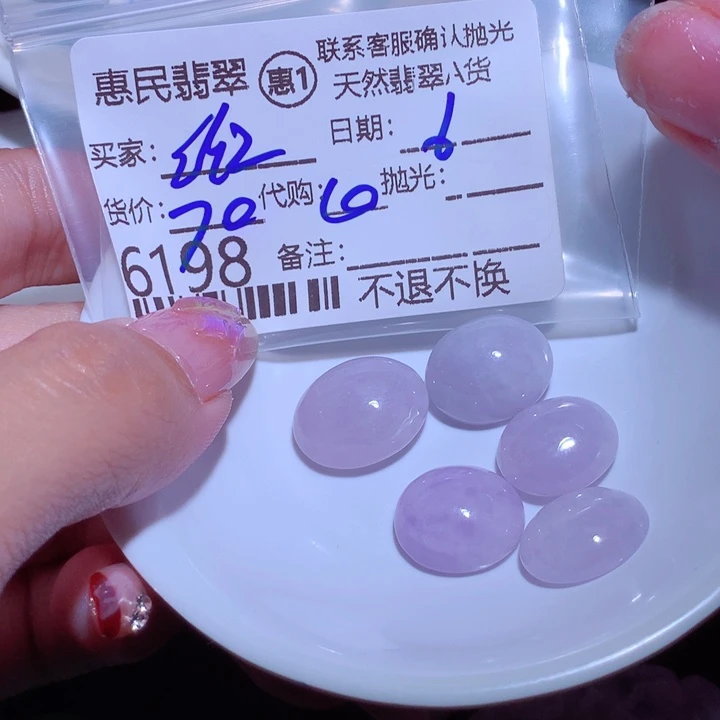 联系客服确认抛光
惠民翡翠 惠1 天然翡翠A货
买家: 日期: 6
货价: 70 代购: 6 抛光:
6198 备注:
不退不换